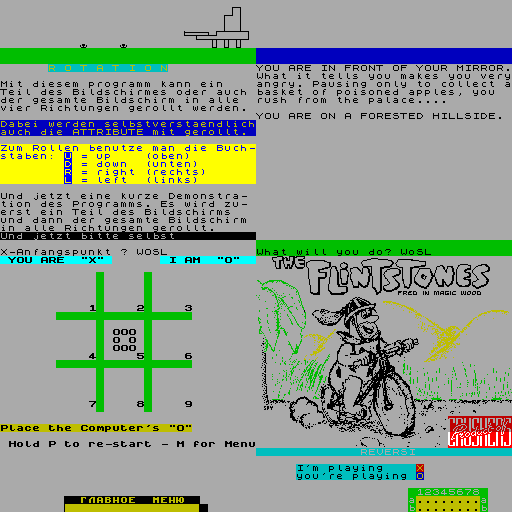 ROTATION
Mit diesem programm kann ein
Teil des Bildschirmes oder auch
der gesamte Bildschirm in alle
vier Richtungen gerollt werden.
Dabei werden selbstverstaendlich
auch die ATTRIBUTE mit gerollt.
Zum Rollen benutze man die Buch-
staben: U = up (oben)
D = down (unten)
R = right (rechts)
L = left (links)
Und jetzt eine kurze Demonstra-
tion des Programms. Es wird zu-
erst ein Teil des Bildschirms
und dann der gesamte Bildschirm
in alle Richtungen gerollt.
Und jetzt bitte selbst
X-Anfangspunkt ? WOSL
YOU ARE IN FRONT OF YOUR MIRROR.
What it tells you makes you very
angry. Pausing only to collect a
basket of poisoned apples, you
rush from the palace....
YOU ARE ON A FORESTED HILLSIDE.
What will you do? WoSL
YOU ARE "X" I AM "O"
1 2 3
4 5 6
7 8 9
Place the Computer's "O"
Hold P to re-start - M for Menu
ГЛАВНОЕ МЕНЮ
THE FLINTSTONES
FRED IN MAGIC WOOD
REVERSI
I'm playing X
you're playing O
12345678
a a
b b